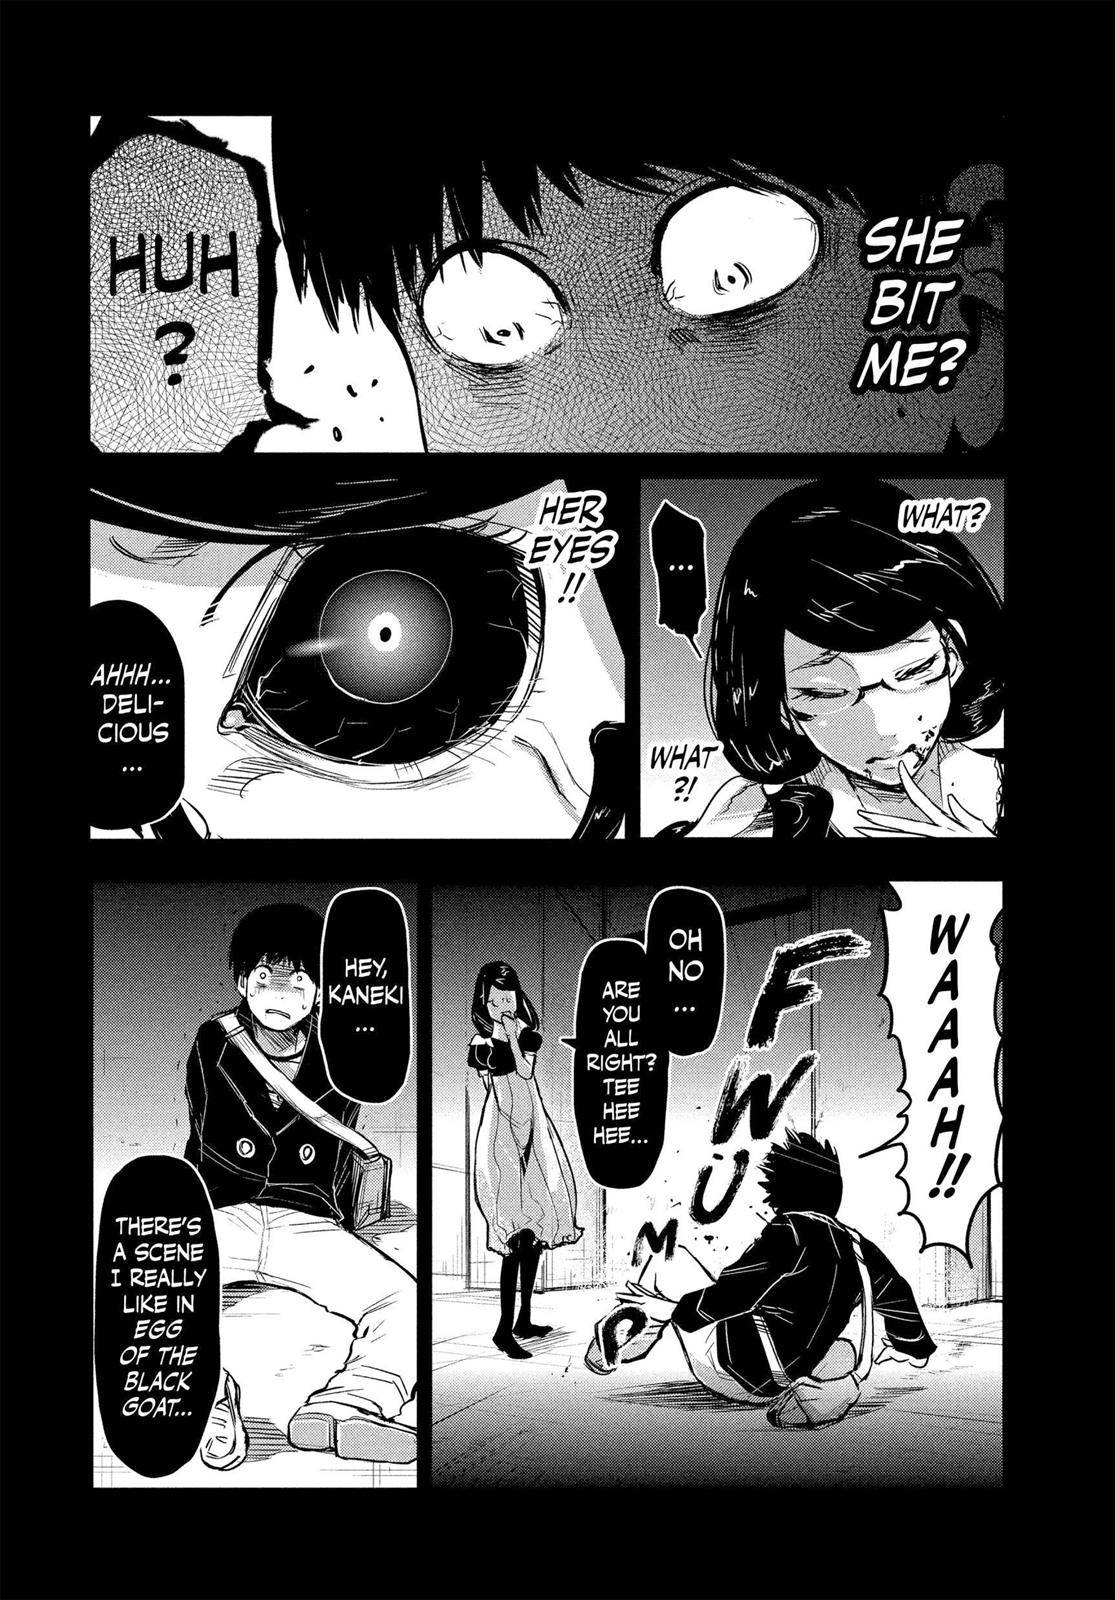 SHE
BIT
ME?
HUH
?
WHAT?
...
WHAT
?!
HER
EYES
!!
AHHH...
DELI-
CIOUS
...
WAAAH!!
FWUMP
OH
NO
...
ARE
YOU
ALL
RIGHT?
TEE
HEE
HEE...
HEY,
KANEKI
...
THERE'S
A SCENE
I REALLY
LIKE IN
EGG
OF THE
BLACK
GOAT...